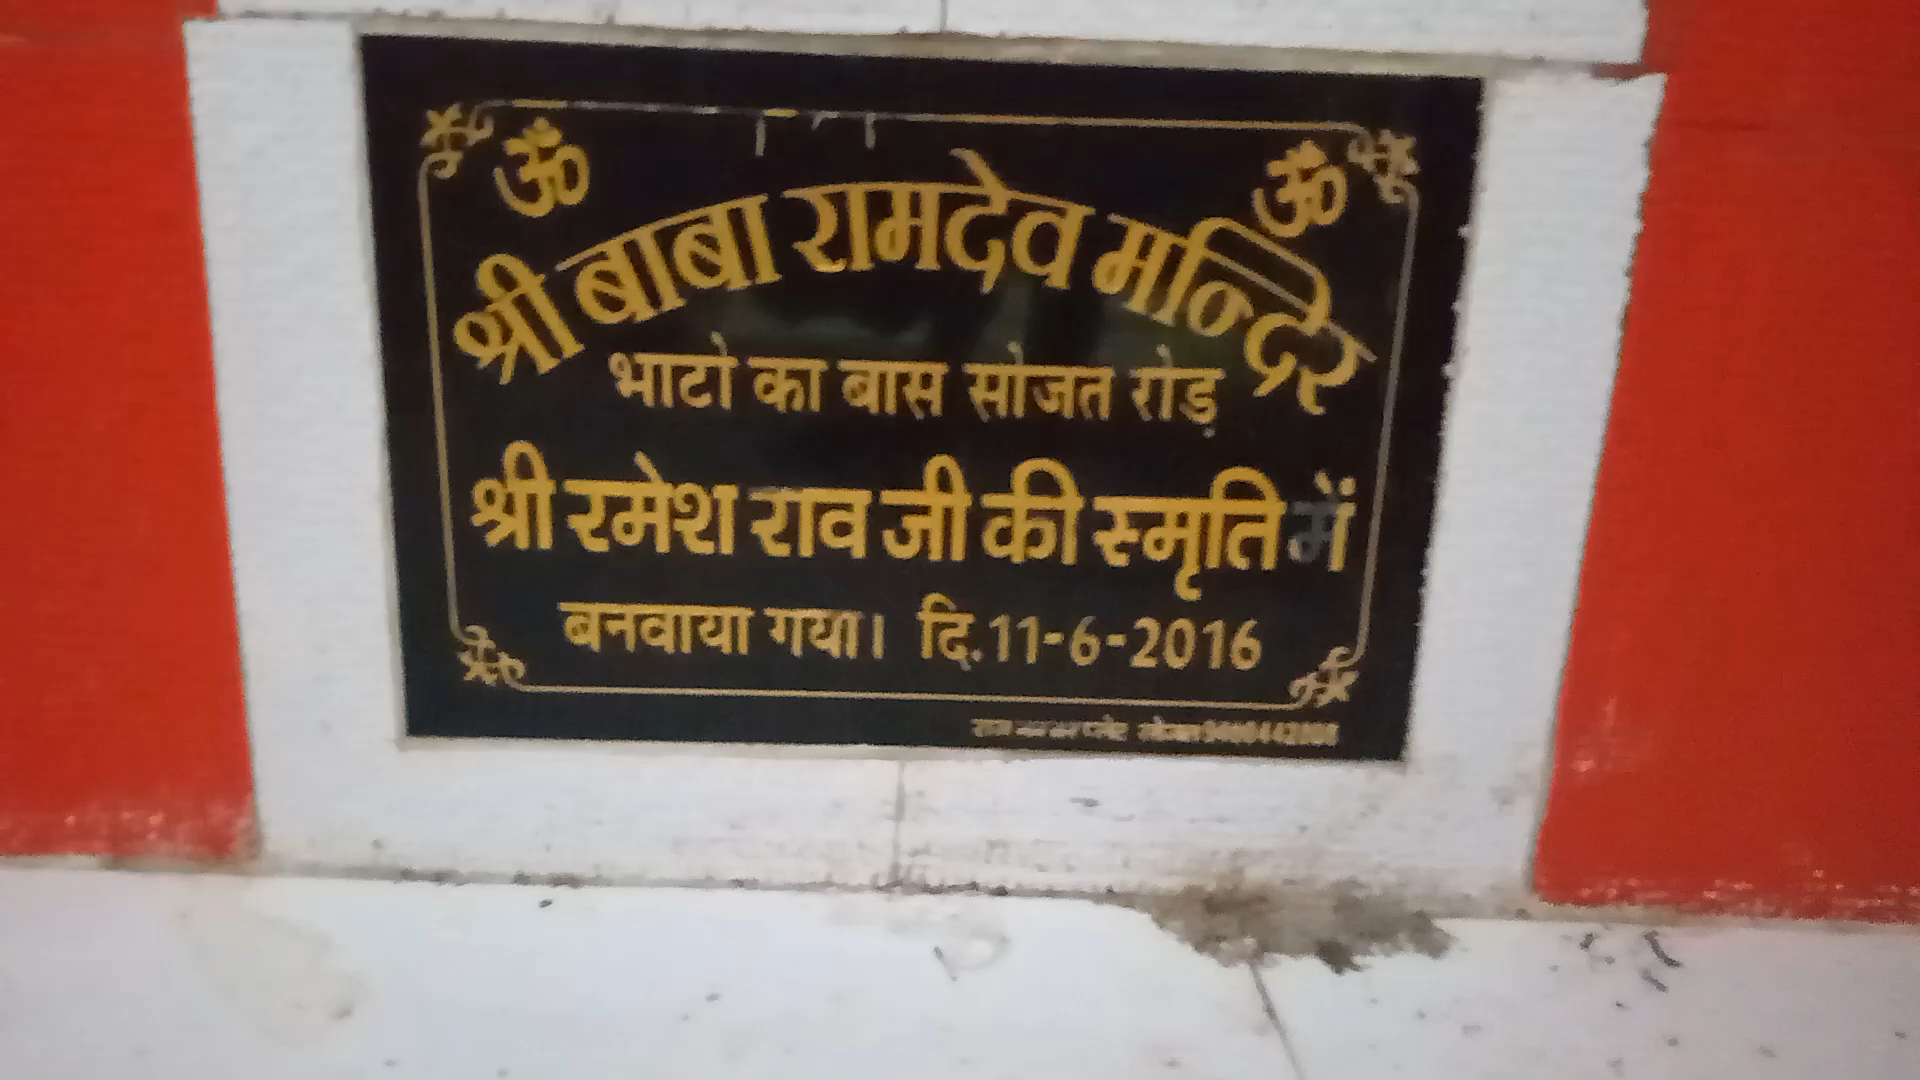 ॐ ॐ
श्री बाबा रामदेव मन्दिर
भाटो का बास सोजत रोड़
श्री रमेश राव जी की स्मृति में
बनवाया गया। दि.11-6-2016